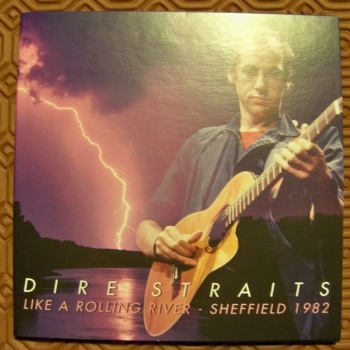 DIRE STRAITS
LIKE A ROLLING RIVER - SHEFFIELD 1982